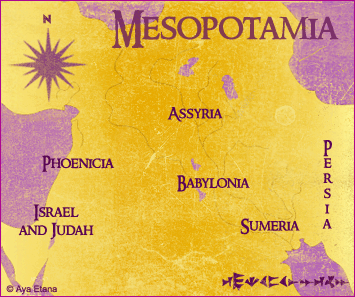 N
MESOPOTAMIA
ASSYRIA
PHOENICIA
BABYLONIA
PERSIA
ISRAEL
AND JUDAH
SUMERIA
© Aya Etana